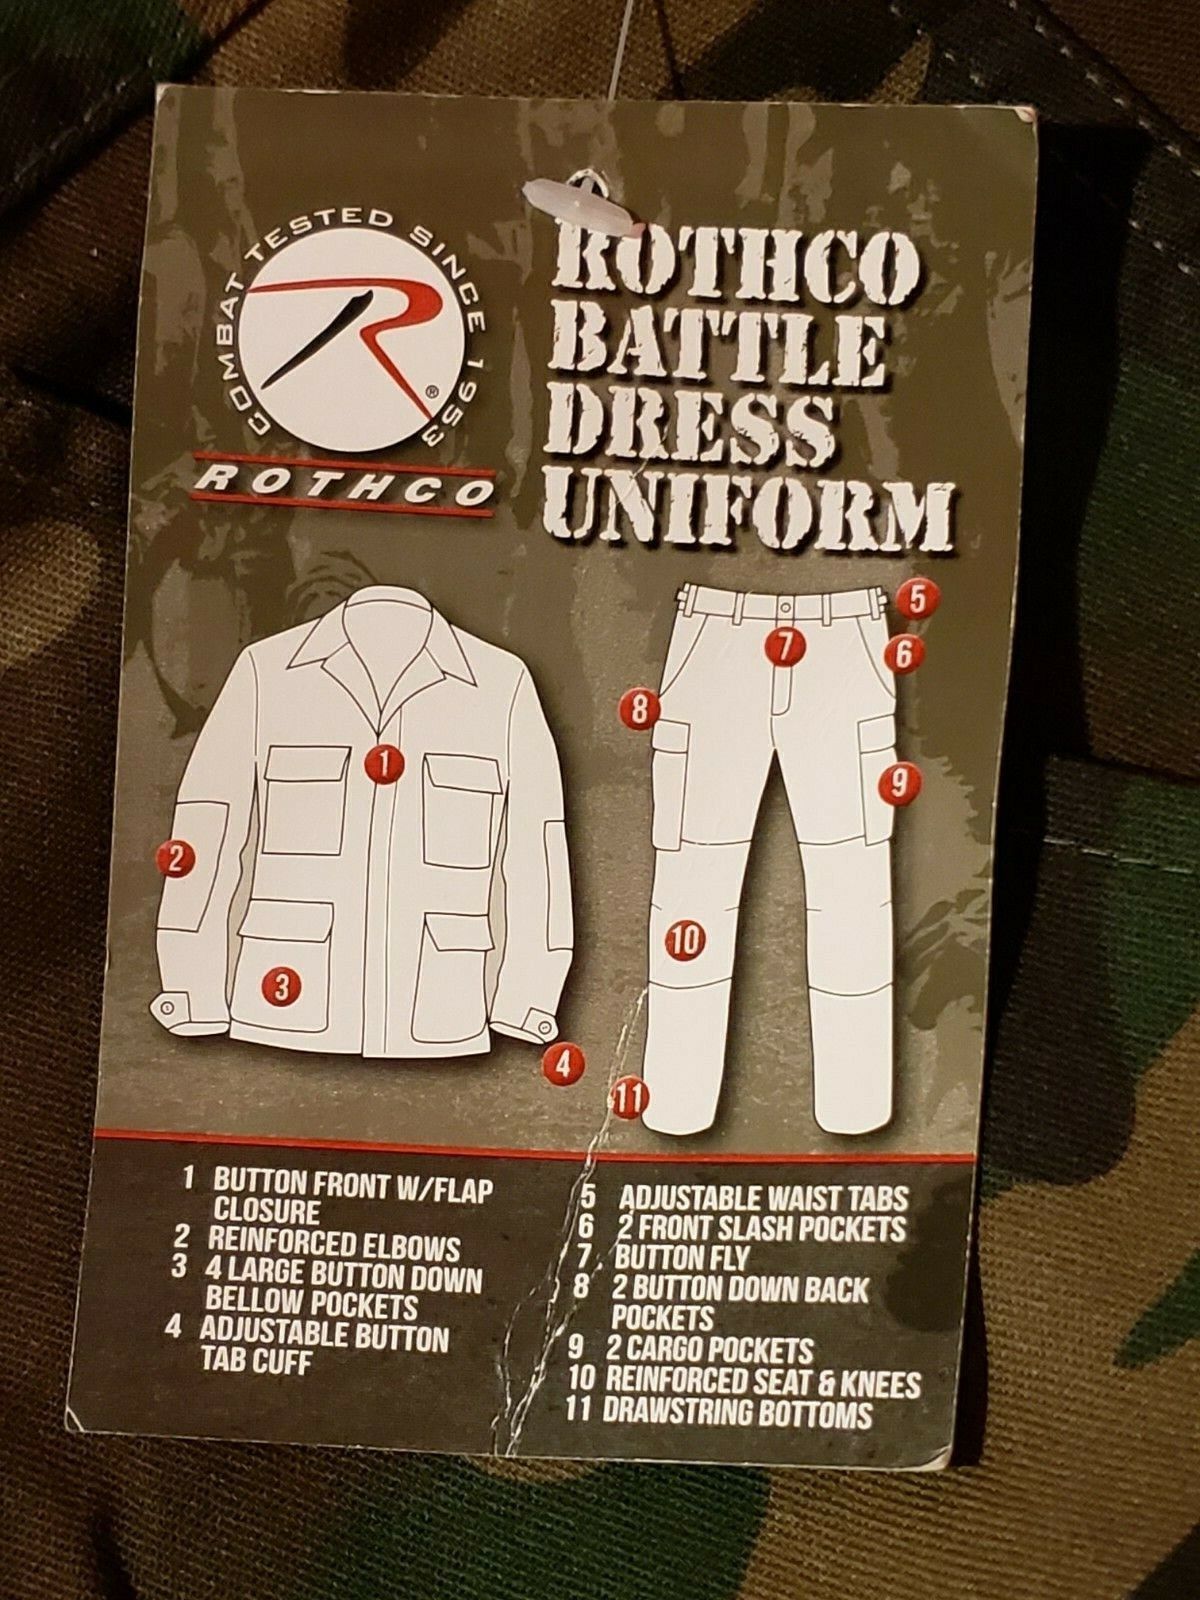 COMBAT TESTED SINCE 1953
R®
ROTHCO
ROTHCO
BATTLE
DRESS
UNIFORM
1
2
3
4
5
6
7
8
9
10
11
1 BUTTON FRONT W/FLAP
CLOSURE
2 REINFORCED ELBOWS
3 4 LARGE BUTTON DOWN
BELLOW POCKETS
4 ADJUSTABLE BUTTON
TAB CUFF
5 ADJUSTABLE WAIST TABS
6 2 FRONT SLASH POCKETS
7 BUTTON FLY
8 2 BUTTON DOWN BACK
POCKETS
9 2 CARGO POCKETS
10 REINFORCED SEAT & KNEES
11 DRAWSTRING BOTTOMS